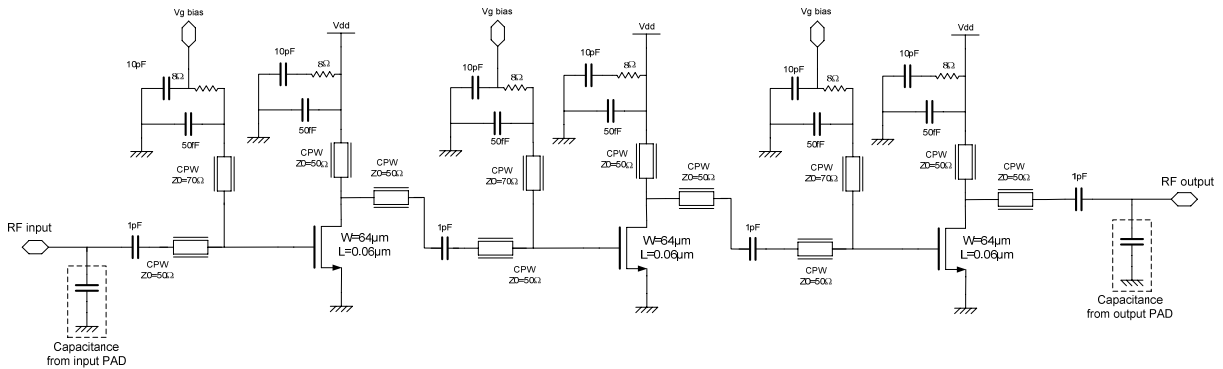 Vg bias
Vdd
Vg bias
Vdd
Vg bias
Vdd
10pF
8Ω
50fF
10pF
8Ω
50fF
10pF
8Ω
50fF
10pF
8Ω
50fF
10pF
8Ω
50fF
10pF
8Ω
50fF
CPW
Z0=70Ω
CPW
Z0=50Ω
CPW
Z0=50Ω
CPW
Z0=70Ω
CPW
Z0=50Ω
CPW
Z0=50Ω
CPW
Z0=70Ω
CPW
Z0=50Ω
CPW
Z0=50Ω
1pF
RF output
RF input
1pF
CPW
Z0=50Ω
W=64µm
L=0.06µm
1pF
CPW
Z0=50Ω
W=64µm
L=0.06µm
1pF
CPW
Z0=50Ω
W=64µm
L=0.06µm
Capacitance
from input PAD
Capacitance
from output PAD